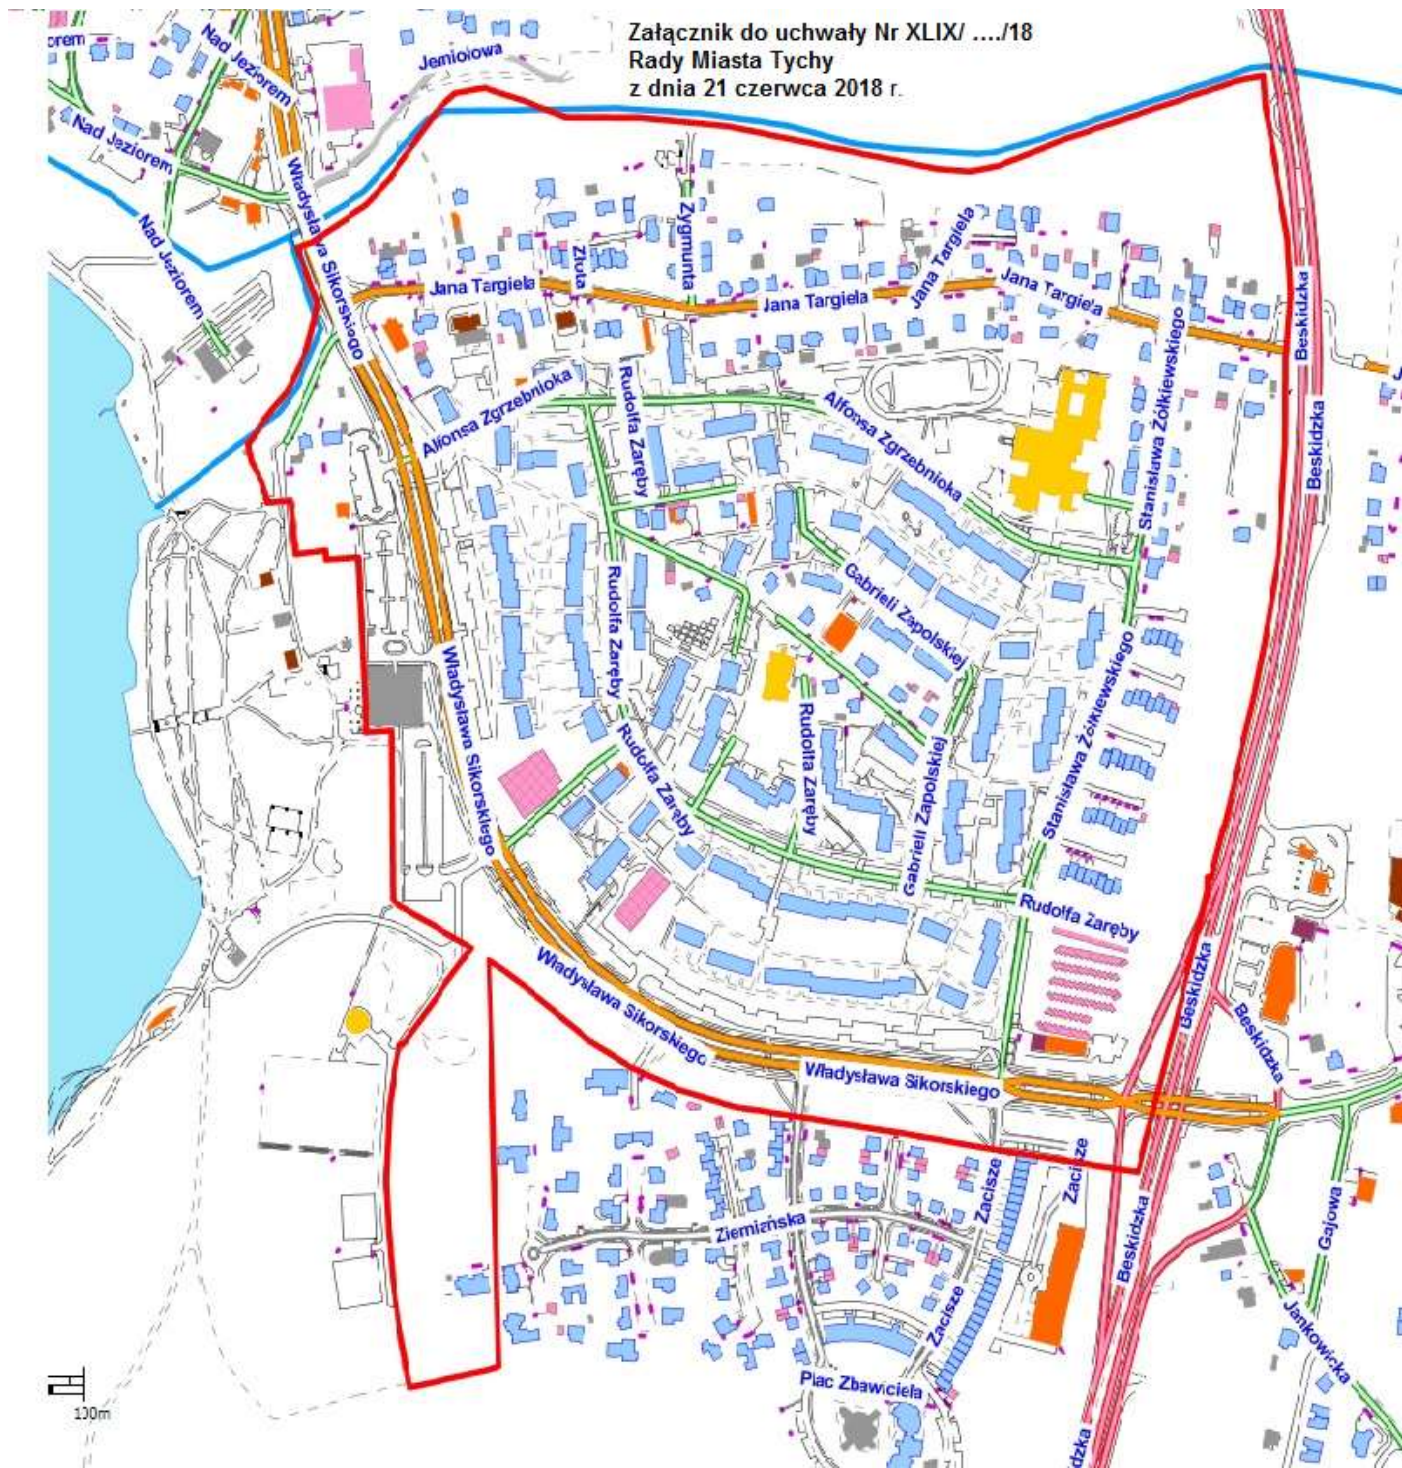 Załącznik do uchwały Nr XLIX/ ..../18
Rady Miasta Tychy
z dnia 21 czerwca 2018 r.
Nad Jeziorem
Jemiołowa
Nad Jeziorem
Nad Jeziorem
Władysława Sikorskiego
Jana Targiela
Złuta
Zygmunta
Jana Targiela
Jana Targiela
Jana Targiela
Stanisława Żółkiewskiego
Beskidzka
Beskidzka
Alfonsa Zgrzebnioka
Rudolfa Zaręby
Alfonsa Zgrzebnioka
Rudolfa Zaręby
Gabrieli Zapolskiej
Władysława Sikorskiego
Rudolfa Zaręby
Rudolfa Zaręby
Gabrieli Zapolskiej
Stanisława Żółkiewskiego
Rudolfa Zaręby
Władysława Sikorskiego
Władysława Sikorskiego
Beskidzka
Beskidzka
Zacisze
Zacisze
Ziemiańska
Zacisze
Beskidzka
Gajowa
Jankowicka
Plac Zbawiciela
100m